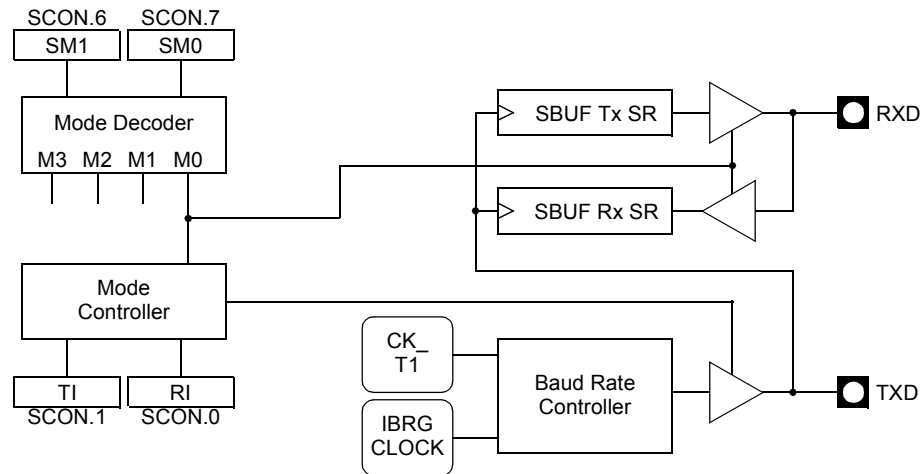 SCON.6 SCON.7
SM1 SM0
Mode Decoder
M3 M2 M1 M0
SBUF Tx SR
RXD
SBUF Rx SR
Mode
Controller
TI RI
SCON.1 SCON.0
CK_
T1
IBRG
CLOCK
Baud Rate
Controller
TXD